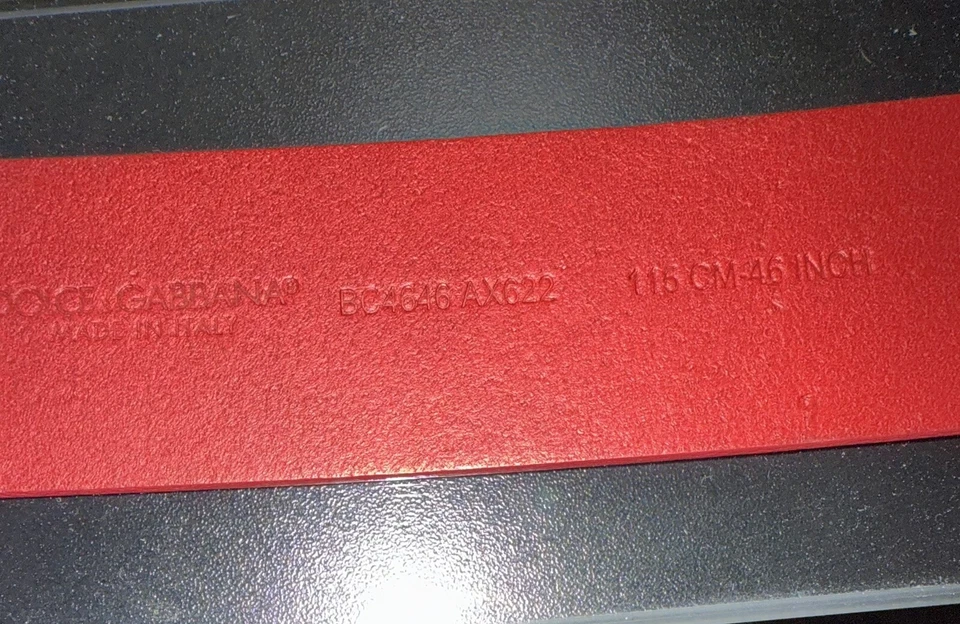 DOLCE & GABBANA® BC4646 AX622 115 CM-46 INCH
MADE IN ITALY